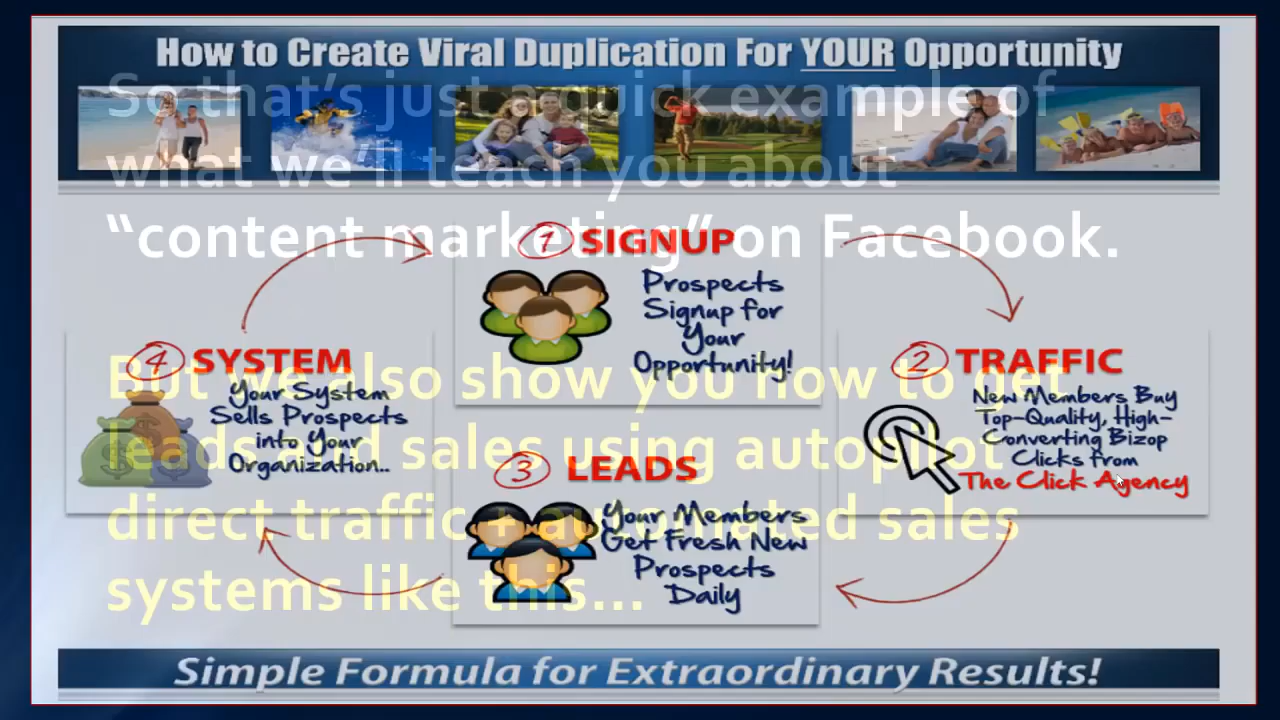 How to Create Viral Duplication For YOUR Opportunity
So that's just a quick example of
what we'll teach you about
“content marketing” on Facebook.
1 SIGNUP
Prospects
Signup for
Your
Opportunity!
2 TRAFFIC
New Members Buy
Top-Quality, High-
Converting Bizop
Clicks from
The Click Agency
3 LEADS
Your Members
Get Fresh New
Prospects
Daily
4 SYSTEM
Your System
Sells Prospects
into Your
Organization..
But we also show you how to get
leads and sales using autopilot
direct traffic sales
systems like this...
Simple Formula for Extraordinary Results!